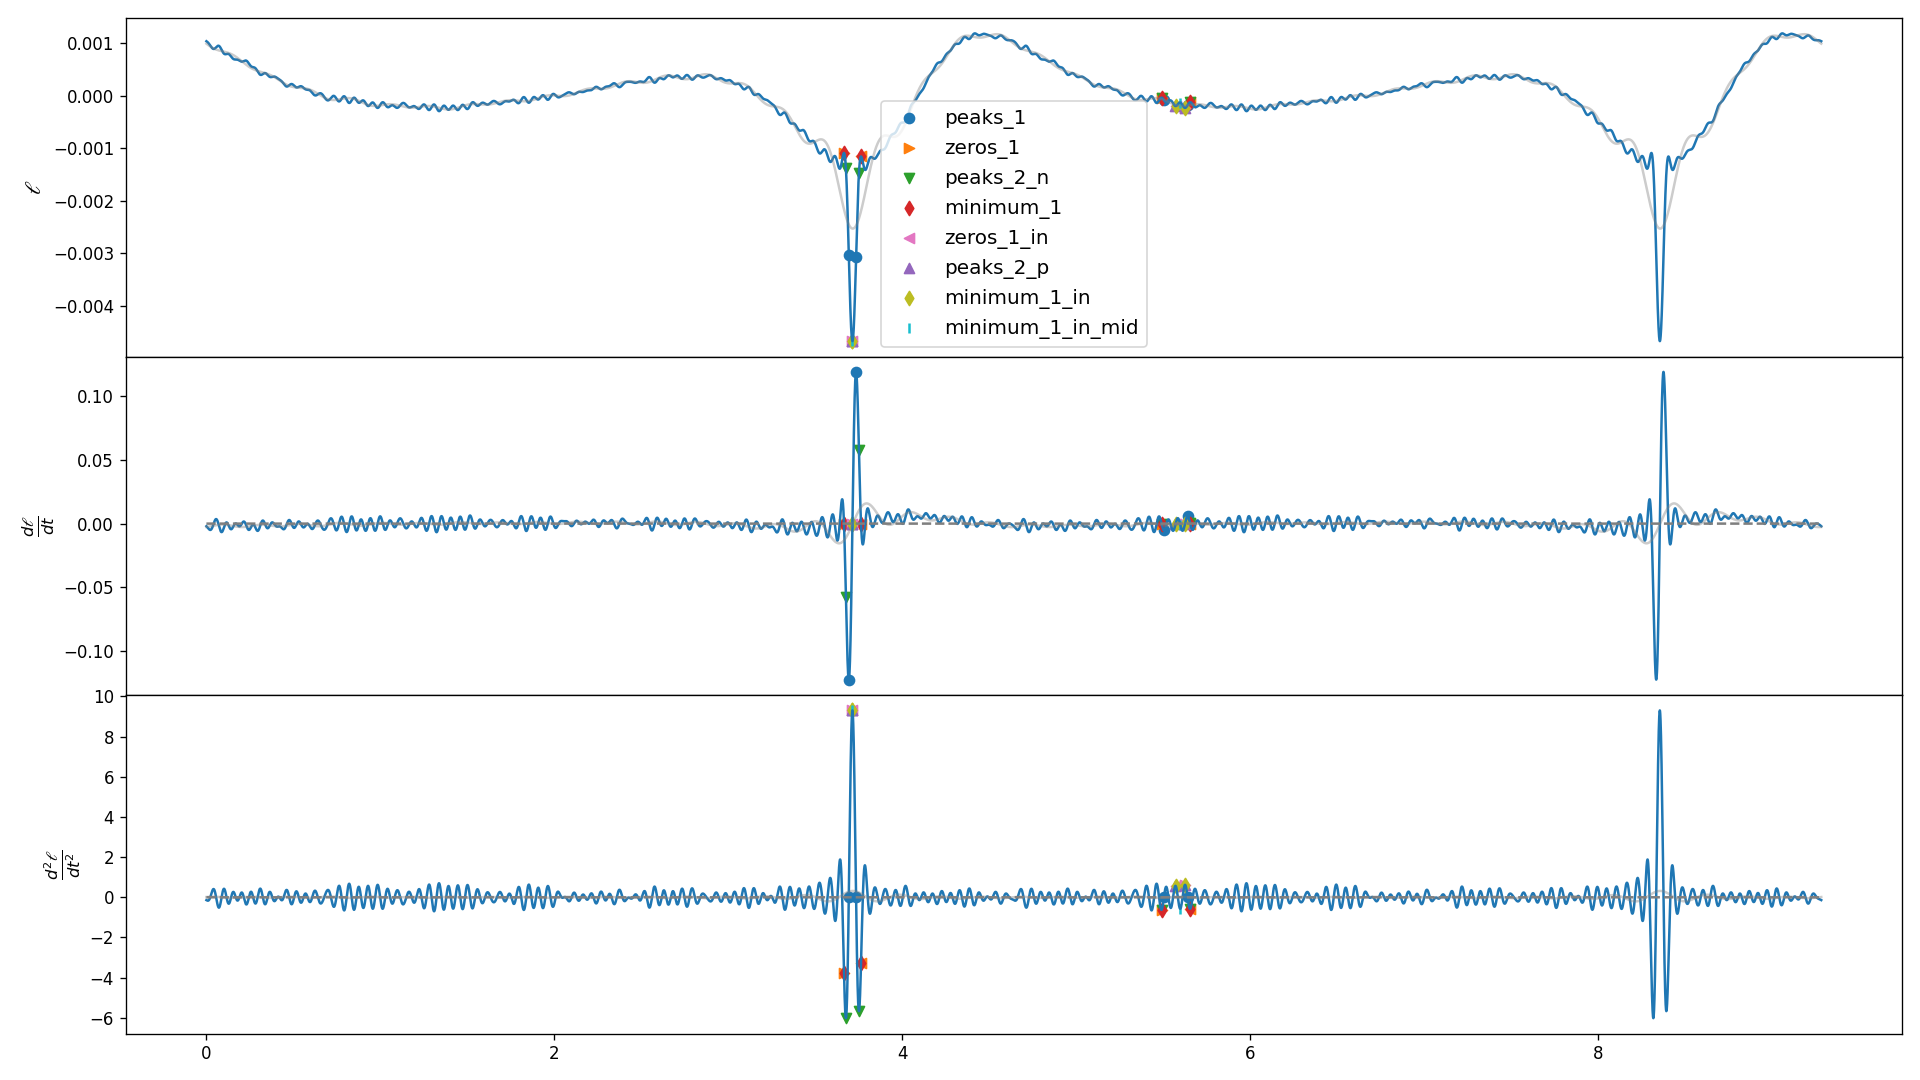 0.001
0.000
−0.001
−0.002
−0.003
−0.004
ℓ
peaks_1
zeros_1
peaks_2_n
minimum_1
zeros_1_in
peaks_2_p
minimum_1_in
minimum_1_in_mid
0.10
0.05
0.00
−0.05
−0.10
dℓ
dt
10
8
6
4
2
0
−2
−4
−6
d²ℓ
dt²
0 2 4 6 8